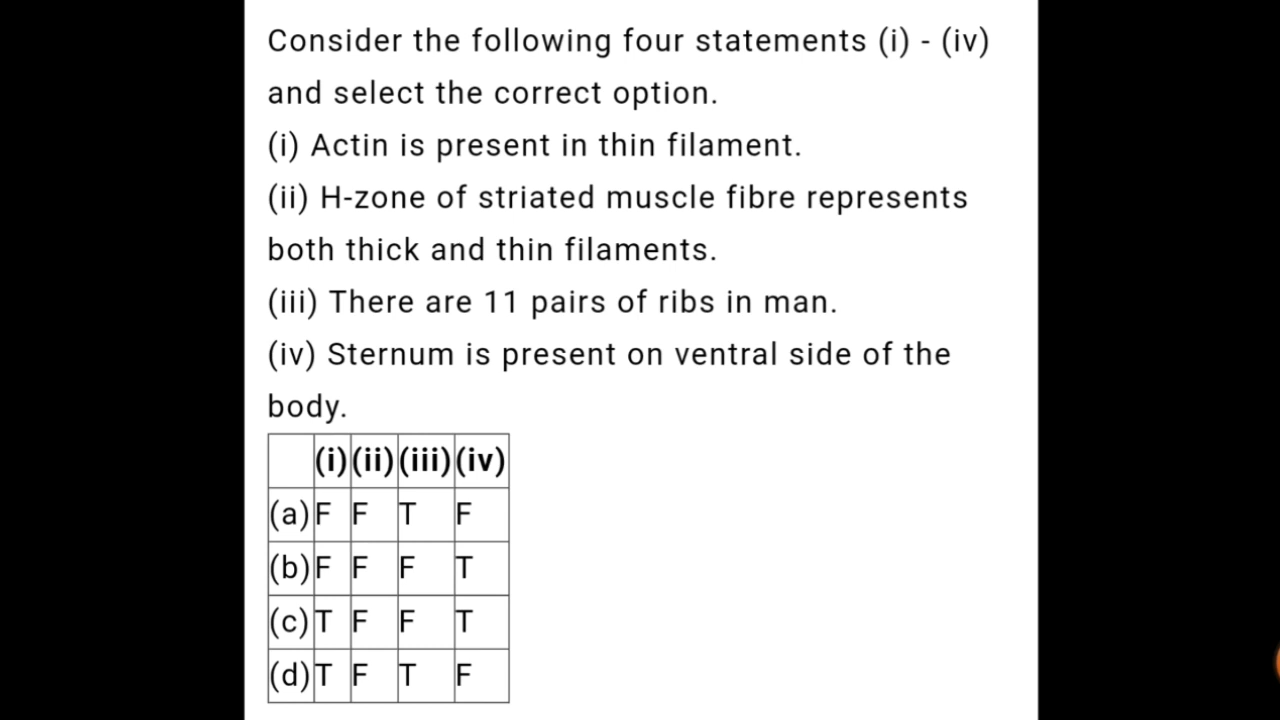 Consider the following four statements (i) - (iv)
and select the correct option.
(i) Actin is present in thin filament.
(ii) H-zone of striated muscle fibre represents
both thick and thin filaments.
(iii) There are 11 pairs of ribs in man.
(iv) Sternum is present on ventral side of the
body.
(i) (ii) (iii) (iv)
(a) F F T F
(b) F F F T
(c) T F F T
(d) T F T F